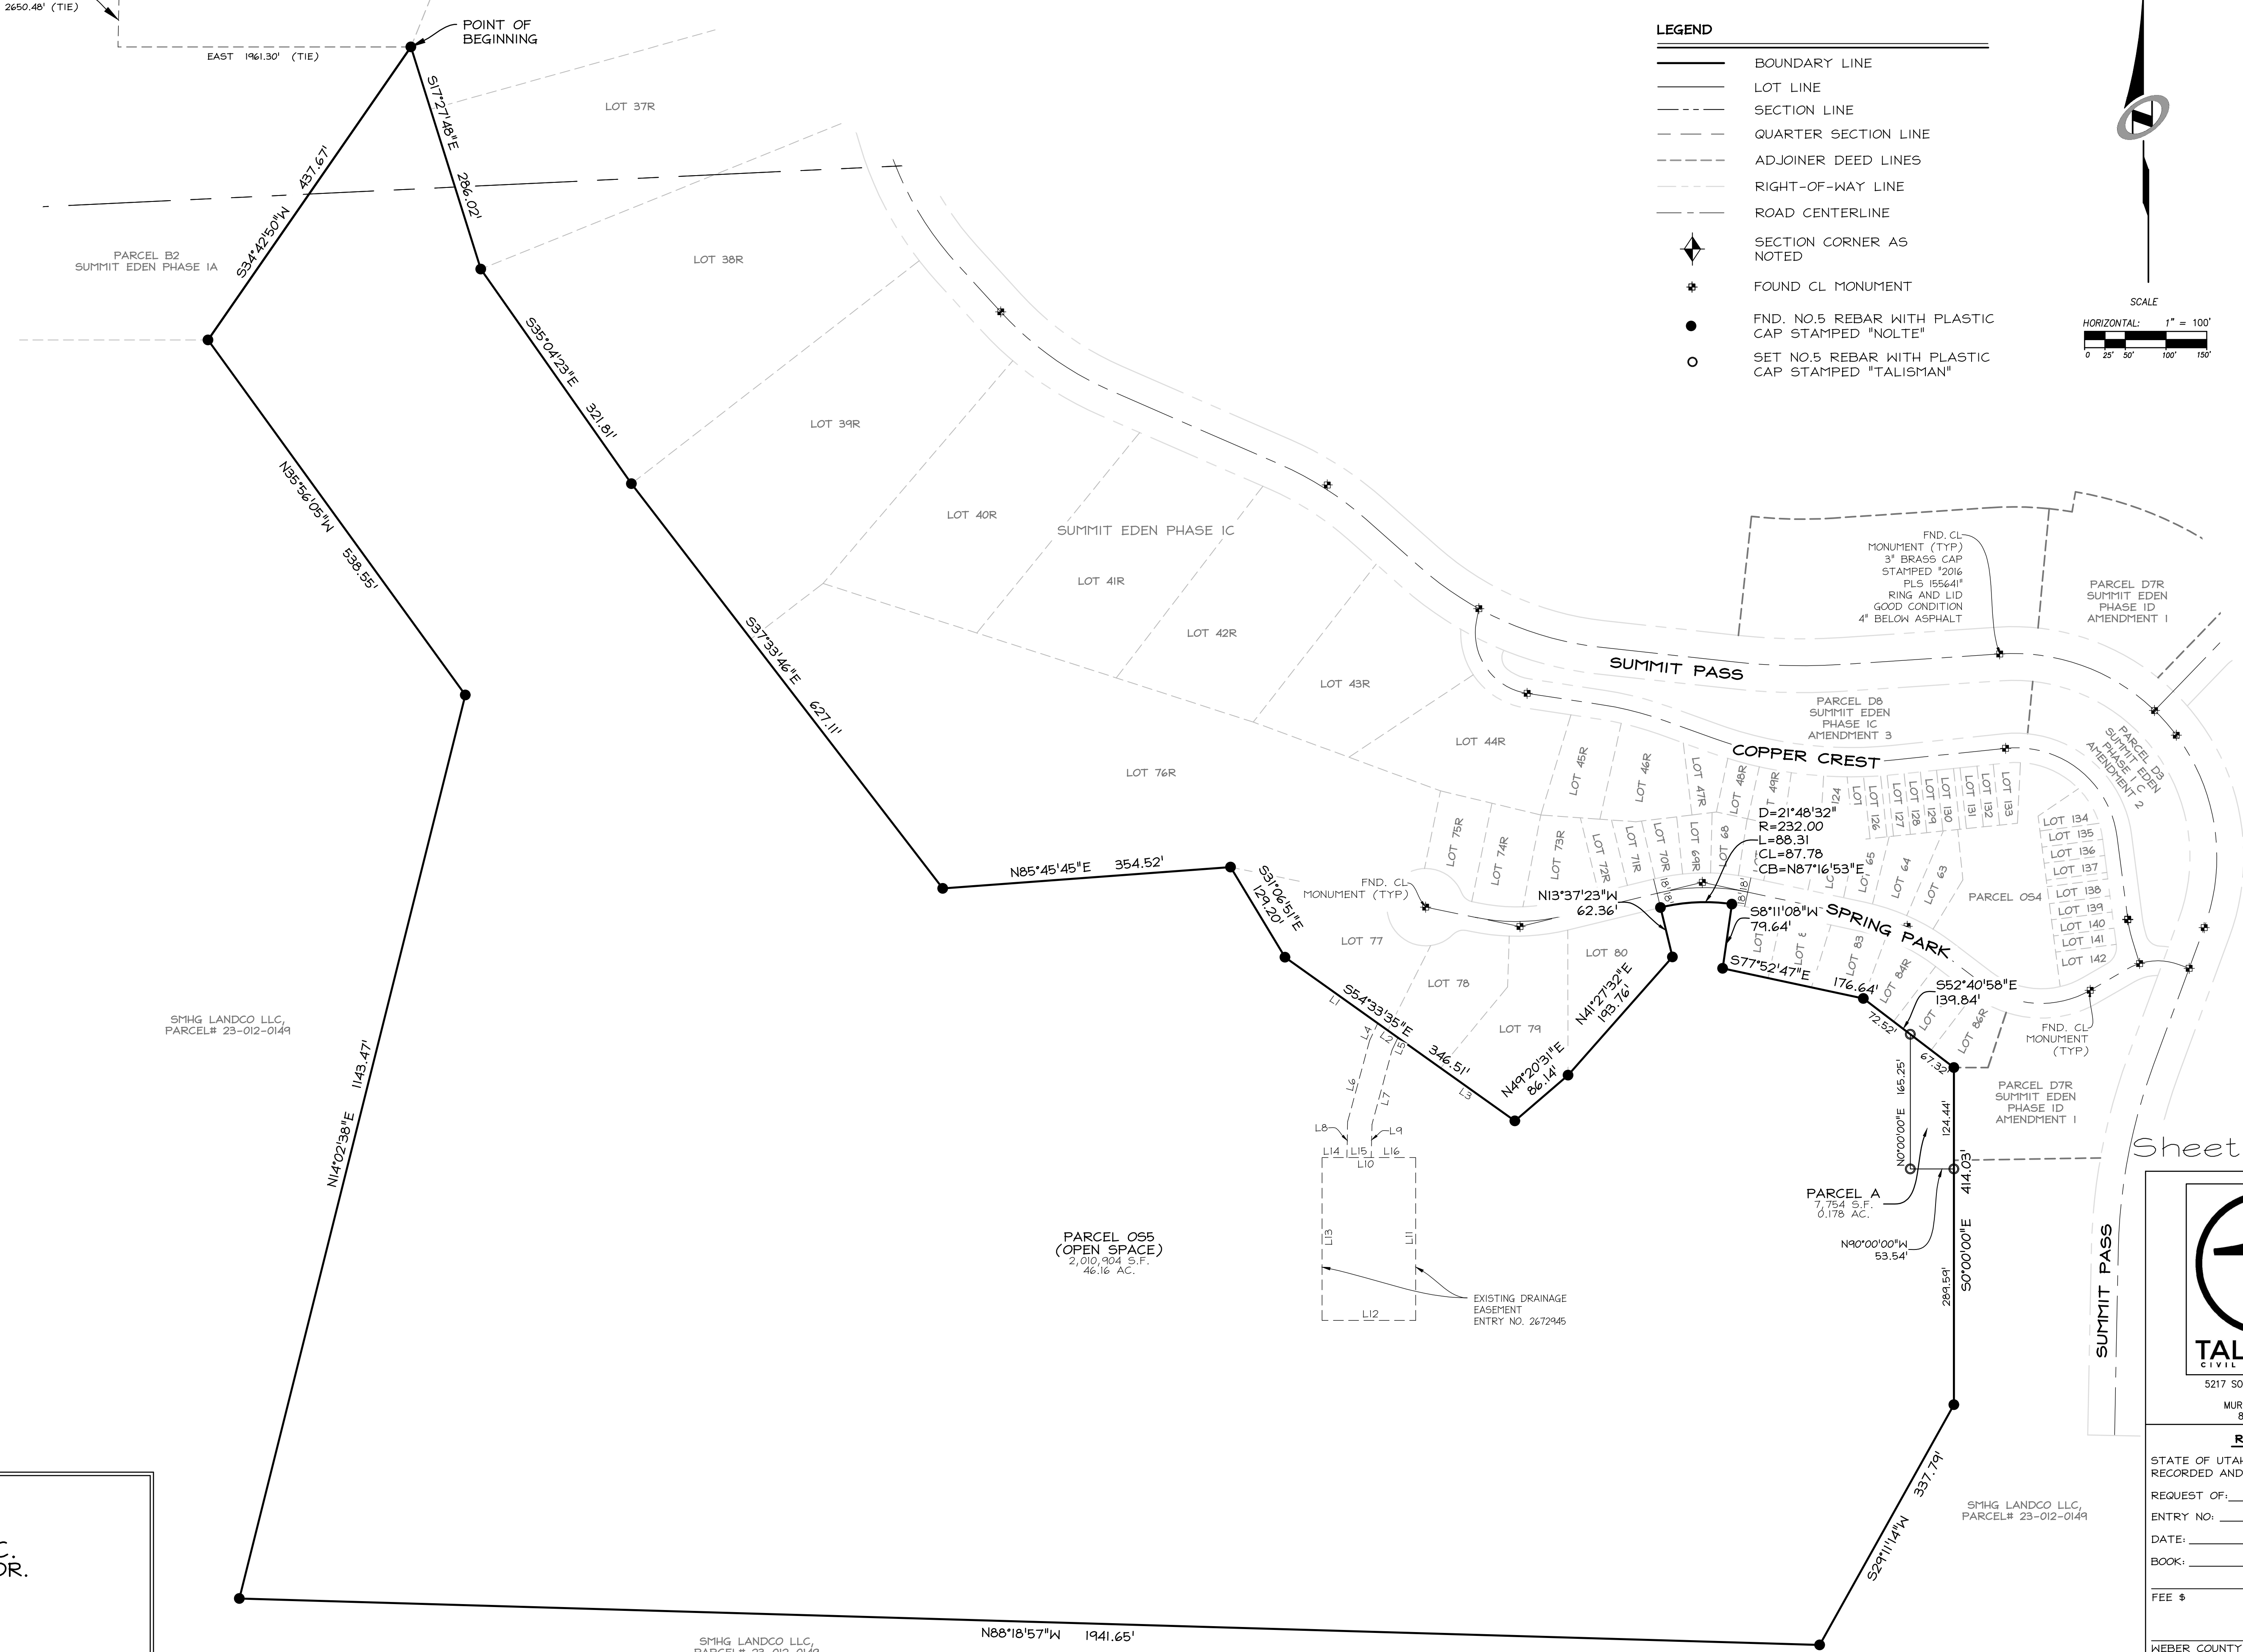 2650.48' (TIE)
EAST 1961.30' (TIE)
POINT OF
BEGINNING
S17°27'48"E
286.02'
LOT 37R
437.67'
S34°42'50"W
PARCEL B2
SUMMIT EDEN PHASE 1A
LOT 38R
S35°04'23"E
321.81'
LOT 39R
N35°56'05"W
538.55'
LOT 40R
SUMMIT EDEN PHASE 1C
LOT 41R
LOT 42R
LOT 43R
S37°33'46"E
627.11'
LOT 44R
LOT 76R
LEGEND
BOUNDARY LINE
LOT LINE
SECTION LINE
QUARTER SECTION LINE
ADJOINER DEED LINES
RIGHT-OF-WAY LINE
ROAD CENTERLINE
SECTION CORNER AS
NOTED
FOUND CL MONUMENT
FND. NO.5 REBAR WITH PLASTIC
CAP STAMPED "NOLTE"
SET NO.5 REBAR WITH PLASTIC
CAP STAMPED "TALISMAN"
N
SCALE
HORIZONTAL: 1" = 100'
0 25' 50' 100' 150'
FND. CL
MONUMENT (TYP)
3" BRASS CAP
STAMPED "2016
PLS 155641"
RING AND LID
GOOD CONDITION
4" BELOW ASPHALT
PARCEL D7R
SUMMIT EDEN
PHASE 1D
AMENDMENT 1
SUMMIT PASS
PARCEL D8
SUMMIT EDEN
PHASE 1C
AMENDMENT 3
COPPER CREST
PARCEL D3
SUMMIT EDEN
PHASE 1 C
AMENDMENT 2
LOT 45R
LOT 46R
LOT 47R
LOT 48R
T 49R
124
LOT
LOT 126
LOT 127
LOT 128
LOT 129
LOT 130
LOT 131
LOT 132
LOT 133
LOT 134
LOT 135
LOT 136
LOT 137
LOT 138
LOT 139
LOT 140
LOT 141
LOT 142
D=21°48'32"
R=232.00
L=88.31
CL=87.78
CB=N87°16'53"E
LOT 75R
LOT 74R
LOT 73R
LOT 72R
LOT 71R
LOT 70R
LOT 69R
LOT 68
65
LOT 64
LOT 63
PARCEL OS4
N85°45'45"E 354.52'
S31°06'51"E
129.20'
FND. CL
MONUMENT (TYP)
N13°37'23"W
62.36'
18' 18'
18' 18'
S8°11'08"W
79.64'
SPRING PARK
LOT 77
LOT 78
LOT 79
LOT 80
LOT 83
LOT 84R
LOT
LOT 86R
S77°52'47"E
176.64'
S52°40'58"E
139.84'
72.52'
67.32'
FND. CL
MONUMENT
(TYP)
N41°27'32"E
193.76'
N49°20'31"E
86.14'
S54°33'35"E
346.51'
L1
L2
L3
L4
L5
L6
L7
L8
L9
L14 L15 L16
L10
L13
L11
L12
SMHG LANDCO LLC,
PARCEL# 23-012-0149
N14°02'38"E
1143.47'
N0°00'00"E 165.25'
124.44'
414.03'
S0°00'00"E
289.59'
PARCEL D7R
SUMMIT EDEN
PHASE 1D
AMENDMENT 1
PARCEL A
7,754 S.F.
0.178 AC.
N90°00'00"W
53.54'
PARCEL OS5
(OPEN SPACE)
2,010,904 S.F.
46.16 AC.
EXISTING DRAINAGE
EASEMENT
ENTRY NO. 2672945
SUMMIT PASS
Sheet
TAL
CIVIL
5217 SO
MUR
8
S29°11'14"W
337.79'
SMHG LANDCO LLC,
PARCEL# 23-012-0149
N88°18'57"W 1941.65'
SMHG LANDCO LLC,
PARCEL# 23-012-0149
C.
OR.
R
STATE OF UTAH
RECORDED AND
REQUEST OF:
ENTRY NO:
DATE:
BOOK:
FEE $
WEBER COUNTY